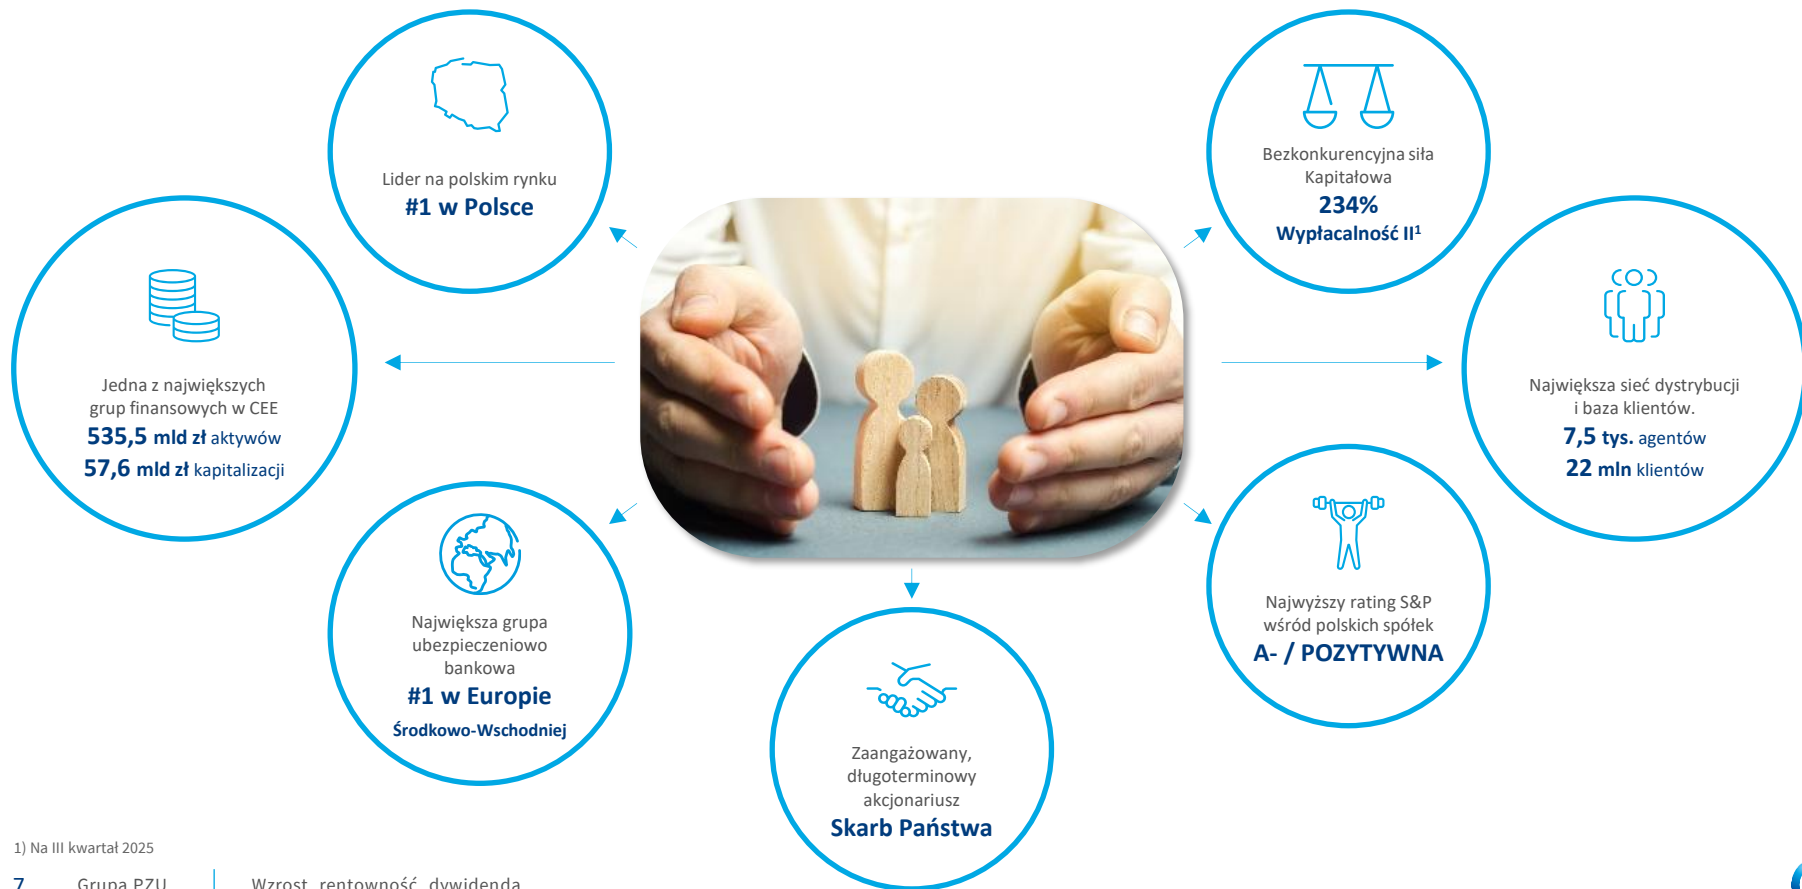 Lider na polskim rynku
#1 w Polsce
Bezkonkurencyjna siła
Kapitałowa
234%
Wypłacalność II¹
Jedna z największych
grup finansowych w CEE
535,5 mld zł aktywów
57,6 mld zł kapitalizacji
Największa sieć dystrybucji
i baza klientów.
7,5 tys. agentów
22 mln klientów
Największa grupa
ubezpieczeniowo
bankowa
#1 w Europie
Środkowo-Wschodniej
Najwyższy rating S&P
wśród polskich spółek
A- / POZYTYWNA
Zaangażowany,
długoterminowy
akcjonariusz
Skarb Państwa
1) Na III kwartał 2025
7 Grupa PZU Wzrost rentowność dywidenda